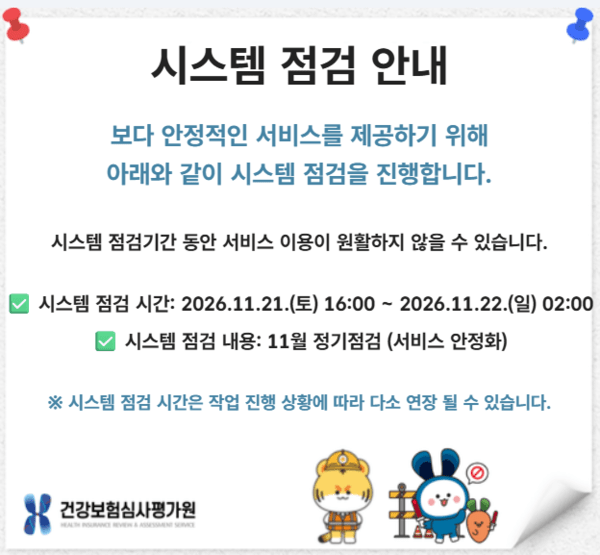 시스템 점검 안내
보다 안정적인 서비스를 제공하기 위해
아래와 같이 시스템 점검을 진행합니다.
시스템 점검기간 동안 서비스 이용이 원활하지 않을 수 있습니다.
✅ 시스템 점검 시간: 2026.11.21.(토) 16:00 ~ 2026.11.22.(일) 02:00
✅ 시스템 점검 내용: 11월 정기점검 (서비스 안정화)
※ 시스템 점검 시간은 작업 진행 상황에 따라 다소 연장 될 수 있습니다.
건강보험심사평가원
HEALTH INSURANCE REVIEW & ASSESSMENT SERVICE